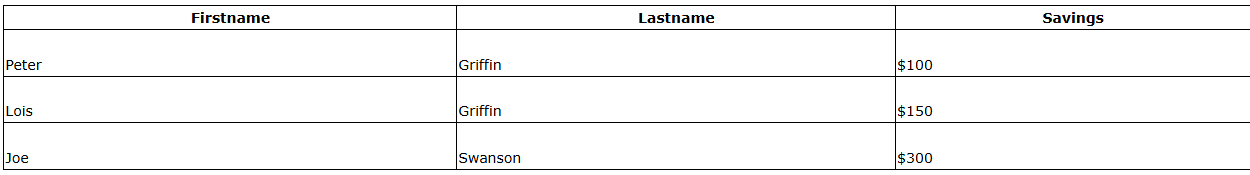 Firstname Lastname Savings
Peter Griffin $100
Lois Griffin $150
Joe Swanson $300